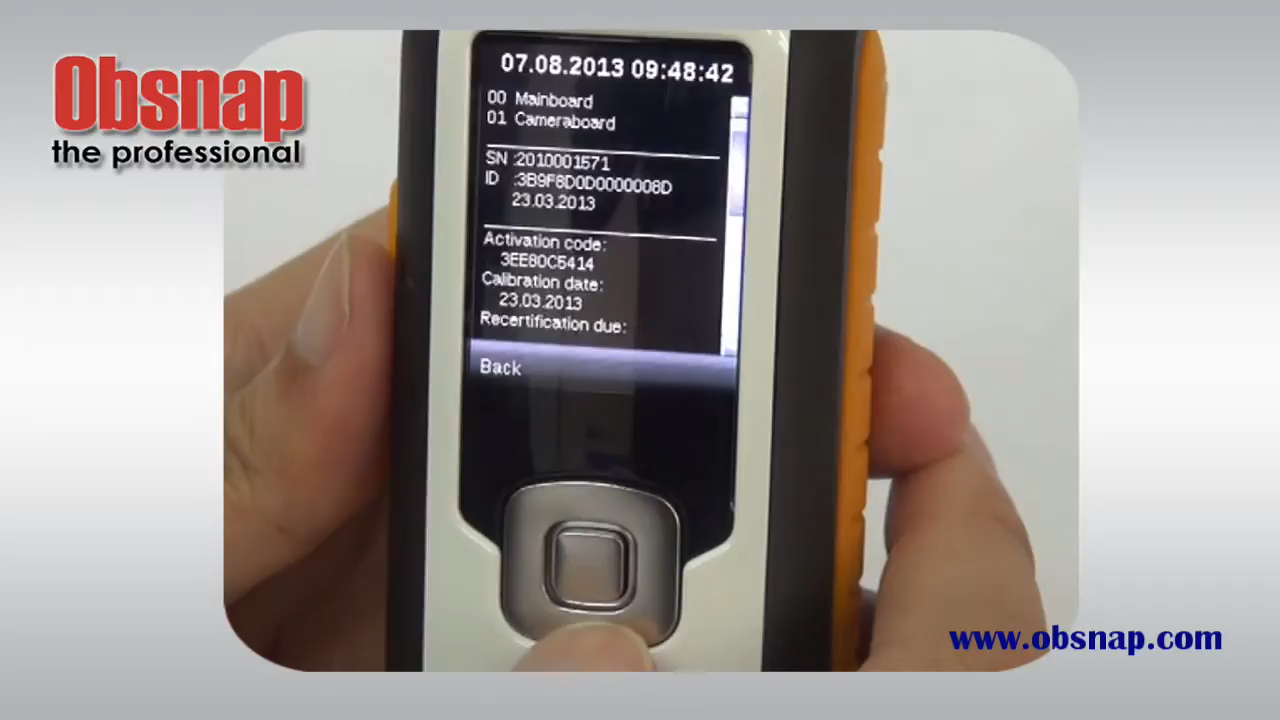 Obsnap
the professional
07.08.2013 09:48:42
00 Mainboard
01 Cameraboard
SN :2010001571
ID :3B9F8D0D0000008D
23.03.2013
Activation code:
3EE80C5414
Calibration date:
23.03.2013
Recertification due:
Back
www.obsnap.com